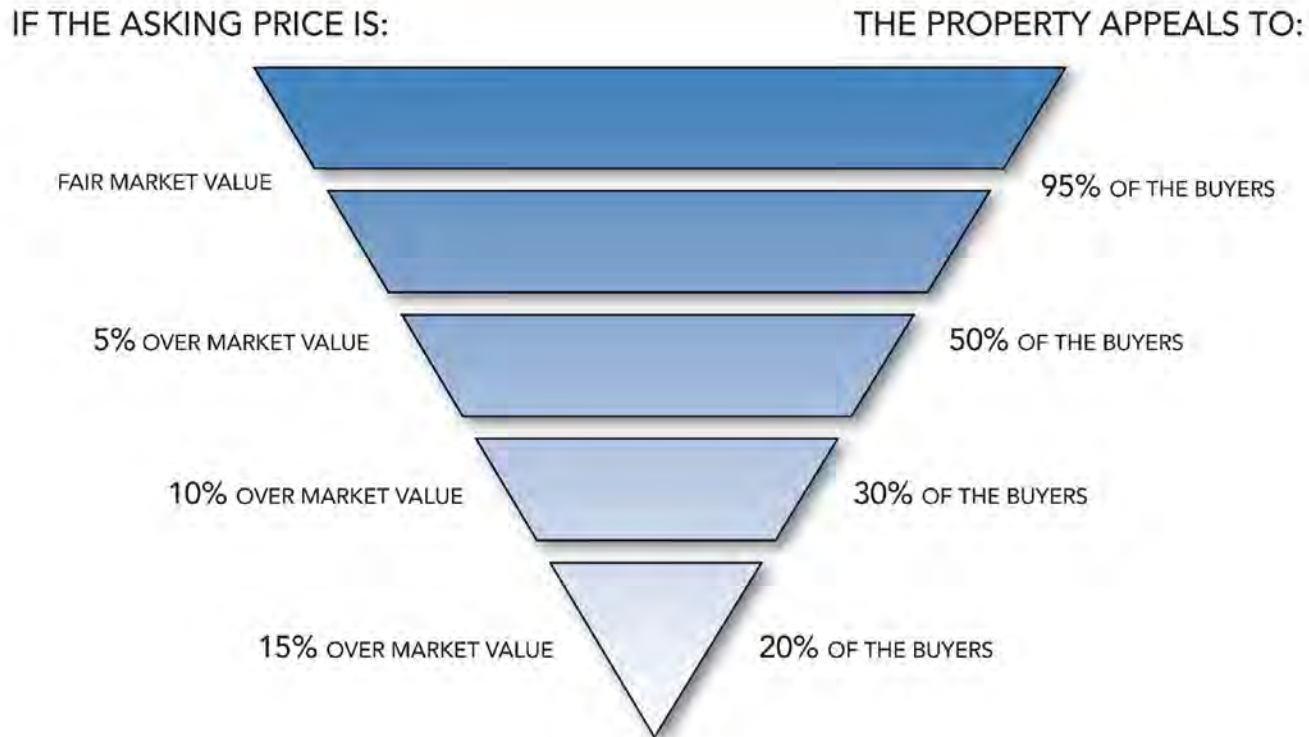 IF THE ASKING PRICE IS:
THE PROPERTY APPEALS TO:
FAIR MARKET VALUE
95% OF THE BUYERS
5% OVER MARKET VALUE
50% OF THE BUYERS
10% OVER MARKET VALUE
30% OF THE BUYERS
15% OVER MARKET VALUE
20% OF THE BUYERS